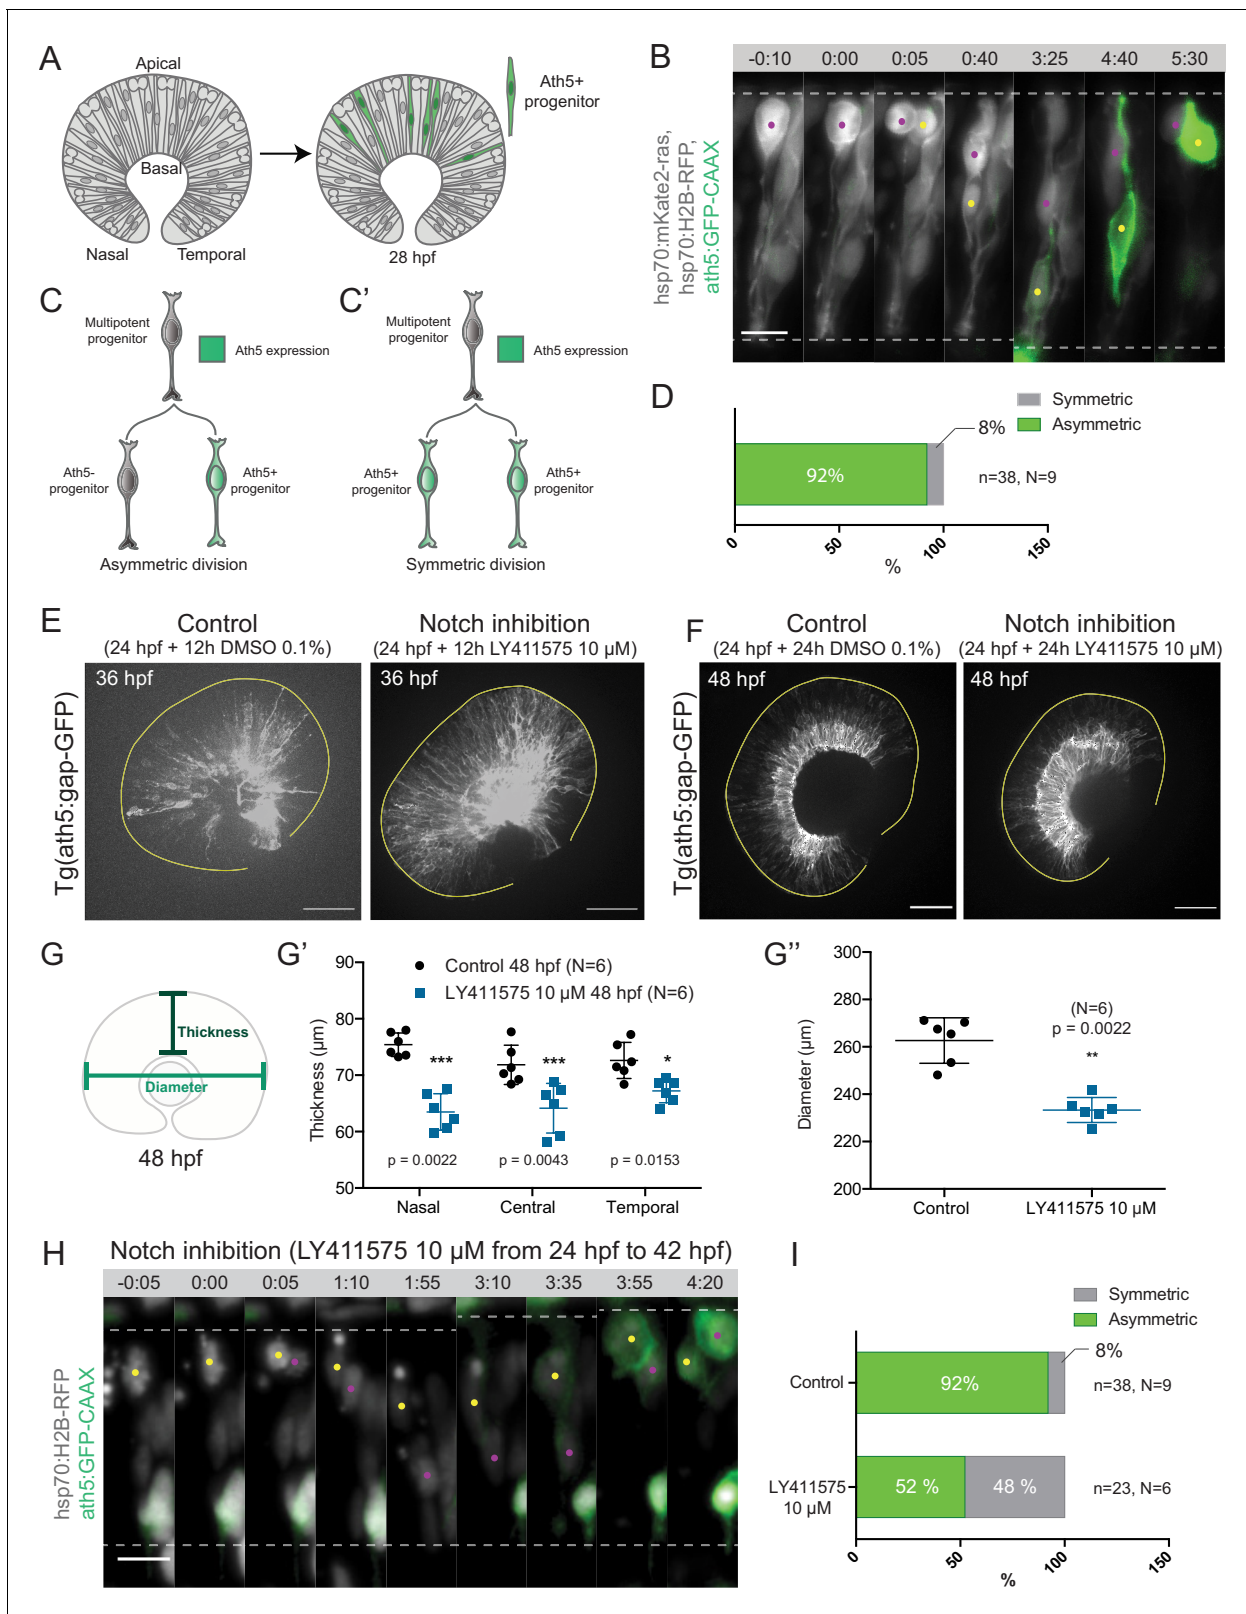 A
Apical
Basal
Nasal
Temporal
28 hpf
Ath5+
progenitor
B
-0:10
0:00
0:05
0:40
3:25
4:40
5:30
hsp70:mKate2-ras,
hsp70:H2B-RFP,
ath5:GFP-CAAX
C
Multipotent
progenitor
Ath5 expression
Ath5-
progenitor
Ath5+
progenitor
Asymmetric division
C'
Multipotent
progenitor
Ath5 expression
Ath5+
progenitor
Ath5+
progenitor
Symmetric division
D
Symmetric
Asymmetric
8%
92%
n=38, N=9
0
50
100
150
%
E
Control
(24 hpf + 12h DMSO 0.1%)
Notch inhibition
(24 hpf + 12h LY411575 10 µM)
Tg(ath5:gap-GFP)
36 hpf
36 hpf
F
Control
(24 hpf + 24h DMSO 0.1%)
Notch inhibition
(24 hpf + 24h LY411575 10 µM)
Tg(ath5:gap-GFP)
48 hpf
48 hpf
G
Thickness
Diameter
48 hpf
G'
Control 48 hpf (N=6)
LY411575 10 µM 48 hpf (N=6)
Thickness (µm)
90
80
70
60
50
***
***
*
p = 0.0022
p = 0.0043
p = 0.0153
Nasal
Central
Temporal
G''
Diameter (µm)
300
280
260
240
220
200
(N=6)
p = 0.0022
**
Control
LY411575 10 µM
H
Notch inhibition (LY411575 10 µM from 24 hpf to 42 hpf)
-0:05
0:00
0:05
1:10
1:55
3:10
3:35
3:55
4:20
hsp70:H2B-RFP
ath5:GFP-CAAX
I
Symmetric
Asymmetric
8%
Control
92%
n=38, N=9
LY411575
10 µM
52 %
48 %
n=23, N=6
0
50
100
150
%